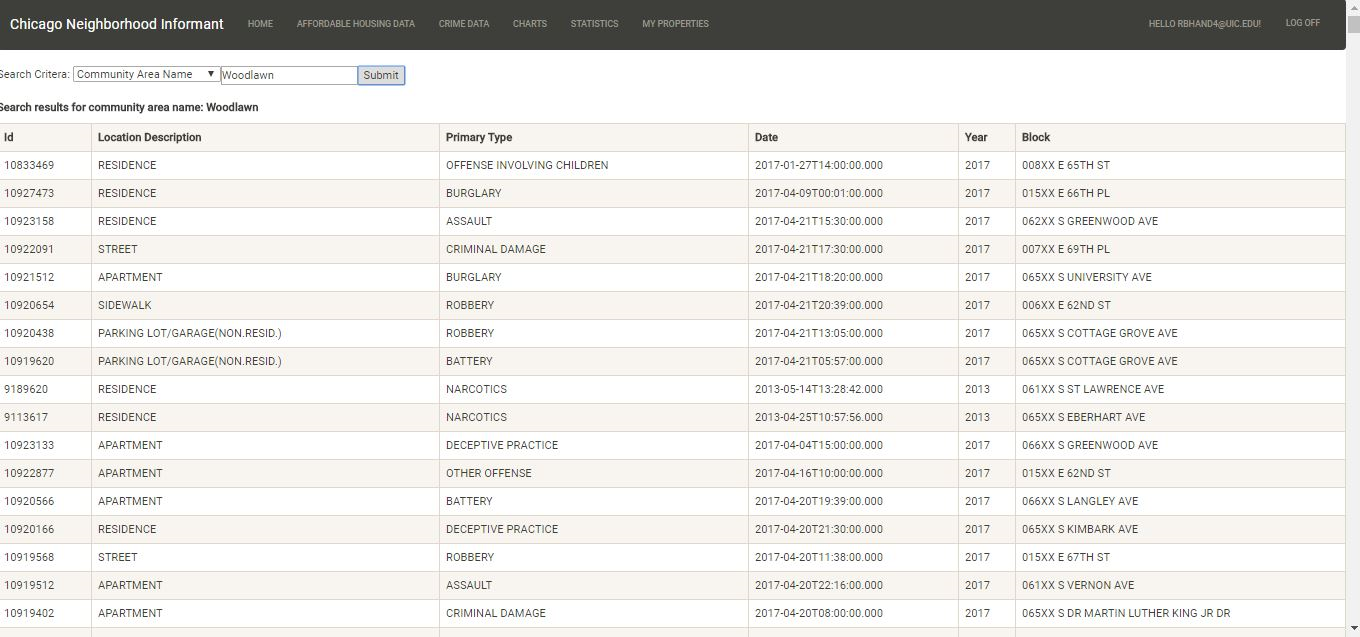 Chicago Neighborhood Informant HOME AFFORDABLE HOUSING DATA CRIME DATA CHARTS STATISTICS MY PROPERTIES HELLO RBHAND4@UIC.EDU! LOG OFF
Search Critera: Community Area Name ▼ Woodlawn Submit
Search results for community area name: Woodlawn
Id Location Description Primary Type Date Year Block
10833469 RESIDENCE OFFENSE INVOLVING CHILDREN 2017-01-27T14:00:00.000 2017 008XX E 65TH ST
10927473 RESIDENCE BURGLARY 2017-04-09T00:01:00.000 2017 015XX E 66TH PL
10923158 RESIDENCE ASSAULT 2017-04-21T15:30:00.000 2017 062XX S GREENWOOD AVE
10922091 STREET CRIMINAL DAMAGE 2017-04-21T17:30:00.000 2017 007XX E 69TH PL
10921512 APARTMENT BURGLARY 2017-04-21T18:20:00.000 2017 065XX S UNIVERSITY AVE
10920654 SIDEWALK ROBBERY 2017-04-21T20:39:00.000 2017 006XX E 62ND ST
10920438 PARKING LOT/GARAGE(NON.RESID.) ROBBERY 2017-04-21T13:05:00.000 2017 065XX S COTTAGE GROVE AVE
10919620 PARKING LOT/GARAGE(NON.RESID.) BATTERY 2017-04-21T05:57:00.000 2017 065XX S COTTAGE GROVE AVE
9189620 RESIDENCE NARCOTICS 2013-05-14T13:28:42.000 2013 061XX S ST LAWRENCE AVE
9113617 RESIDENCE NARCOTICS 2013-04-25T10:57:56.000 2013 065XX S EBERHART AVE
10923133 APARTMENT DECEPTIVE PRACTICE 2017-04-04T15:00:00.000 2017 066XX S GREENWOOD AVE
10922877 APARTMENT OTHER OFFENSE 2017-04-16T10:00:00.000 2017 015XX E 62ND ST
10920566 APARTMENT BATTERY 2017-04-20T19:39:00.000 2017 066XX S LANGLEY AVE
10920166 RESIDENCE DECEPTIVE PRACTICE 2017-04-20T21:30:00.000 2017 065XX S KIMBARK AVE
10919568 STREET ROBBERY 2017-04-20T11:38:00.000 2017 015XX E 67TH ST
10919512 APARTMENT ASSAULT 2017-04-20T22:16:00.000 2017 061XX S VERNON AVE
10919402 APARTMENT CRIMINAL DAMAGE 2017-04-20T08:00:00.000 2017 065XX S DR MARTIN LUTHER KING JR DR